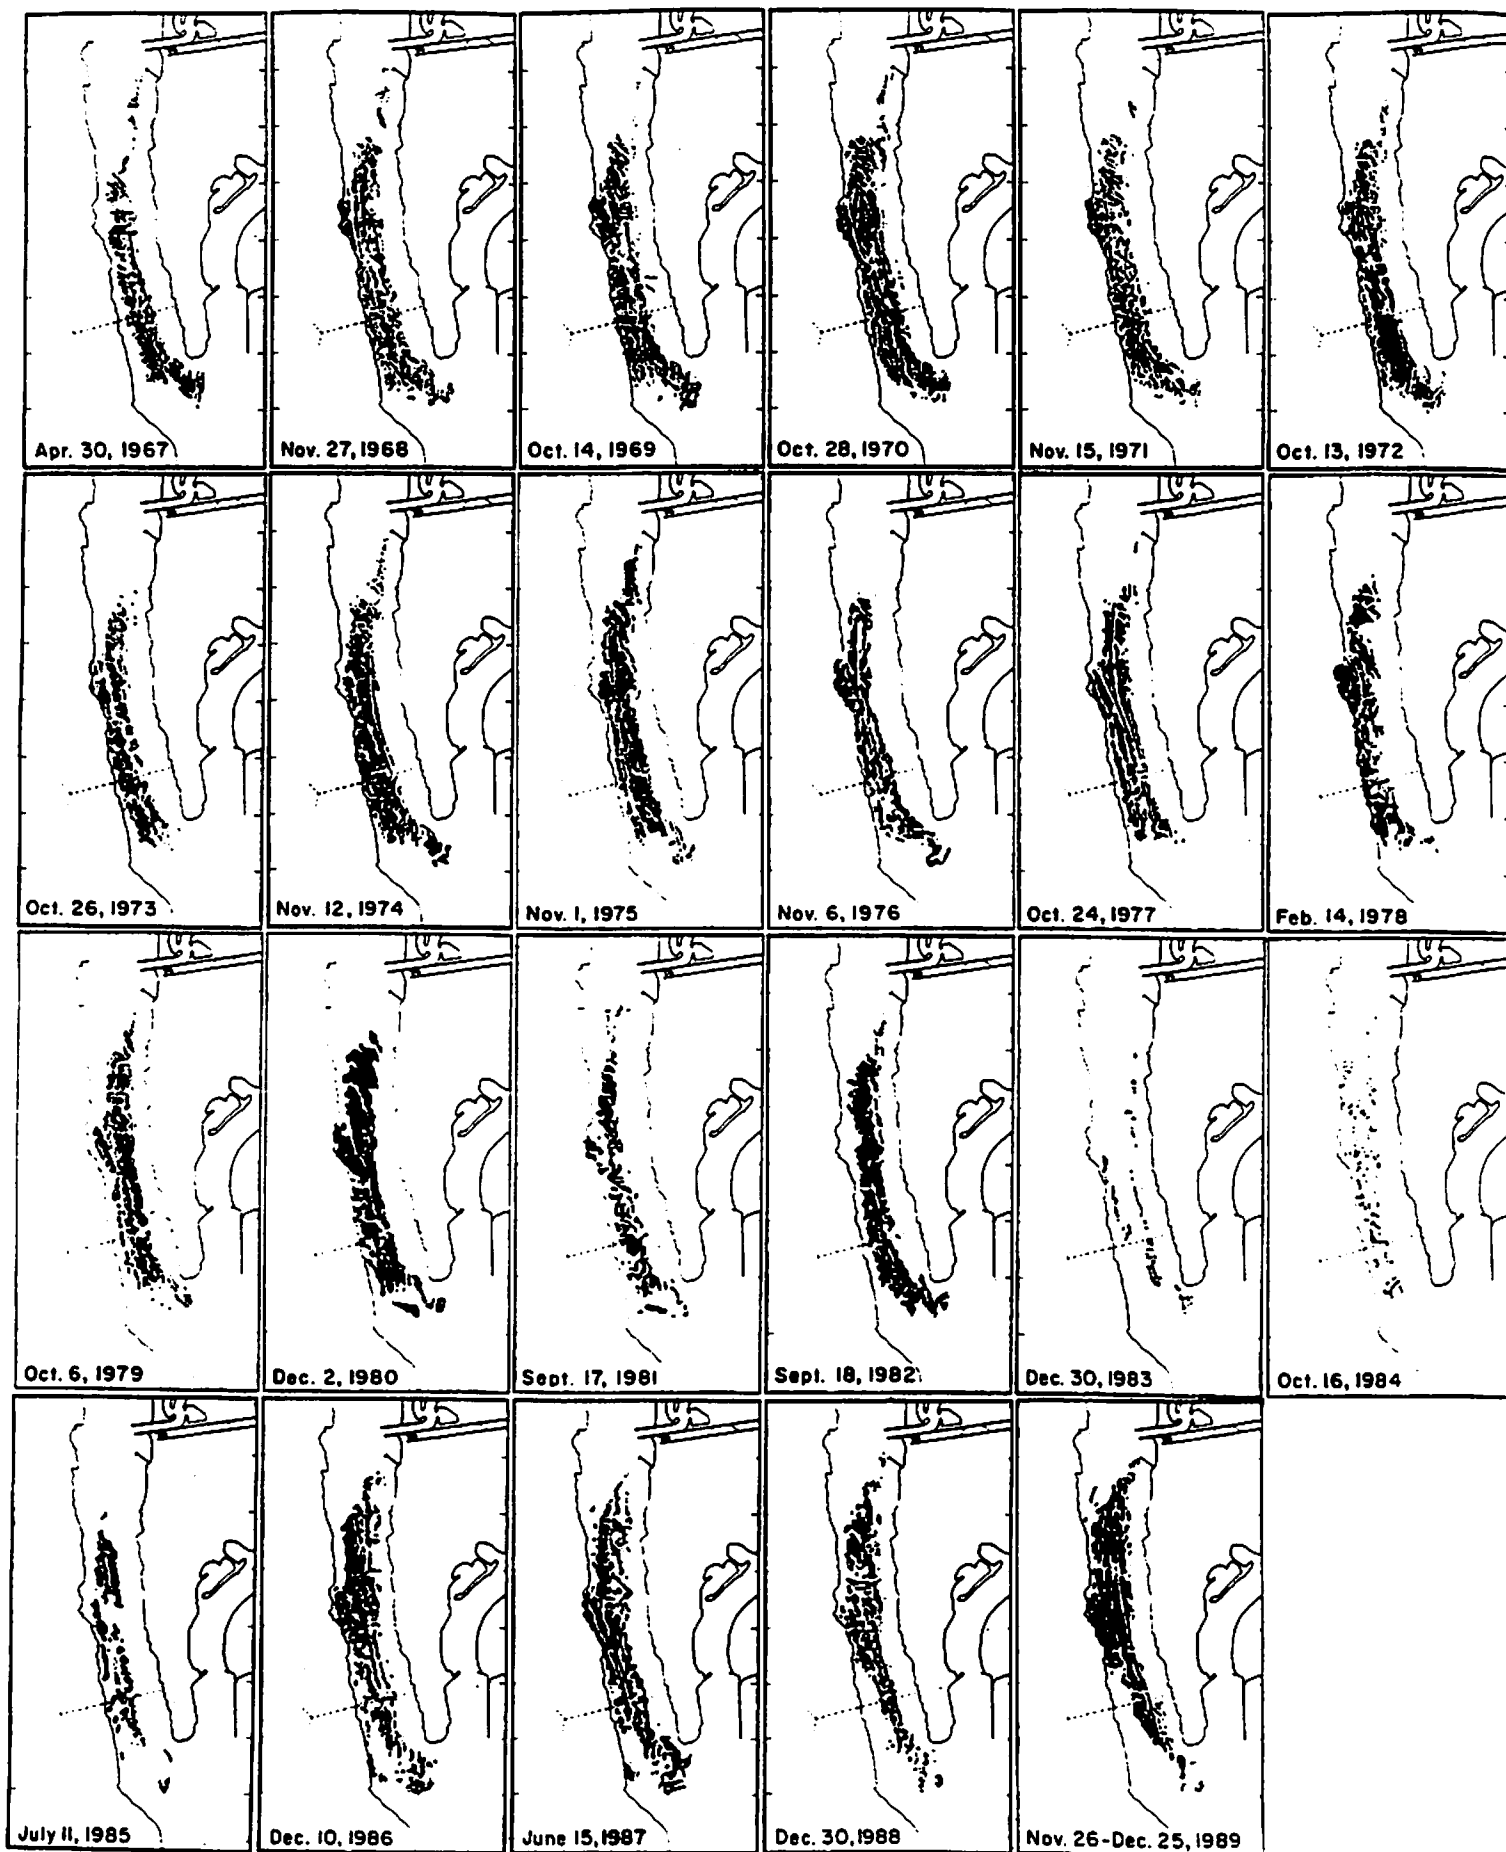 Apr. 30, 1967
Nov. 27, 1968
Oct. 14, 1969
Oct. 28, 1970
Nov. 15, 1971
Oct. 13, 1972
Oct. 26, 1973
Nov. 12, 1974
Nov. 1, 1975
Nov. 6, 1976
Oct. 24, 1977
Feb. 14, 1978
Oct. 6, 1979
Dec. 2, 1980
Sept. 17, 1981
Sept. 18, 1982
Dec. 30, 1983
Oct. 16, 1984
July 11, 1985
Dec. 10, 1986
June 15, 1987
Dec. 30, 1988
Nov. 26-Dec. 25, 1989